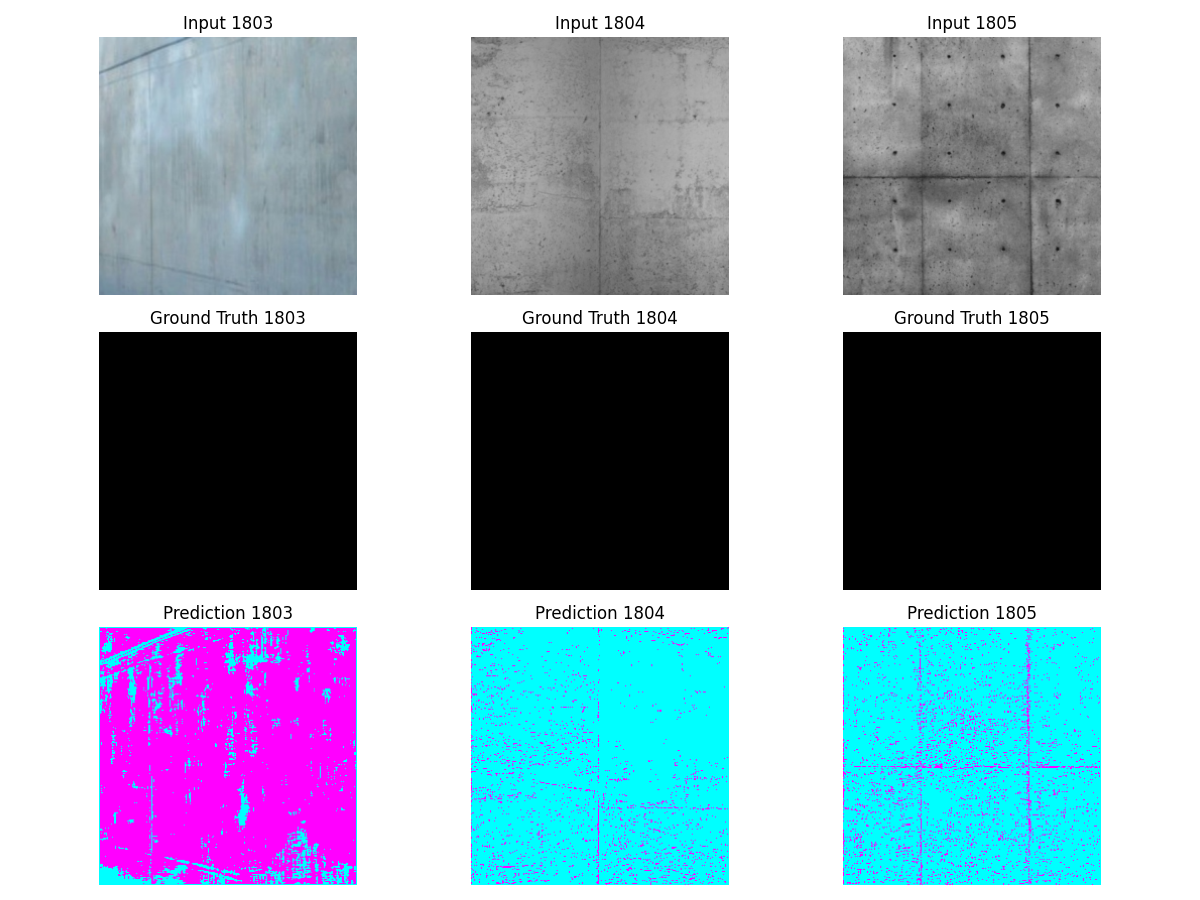 Input 1803
Input 1804
Input 1805
Ground Truth 1803
Ground Truth 1804
Ground Truth 1805
Prediction 1803
Prediction 1804
Prediction 1805